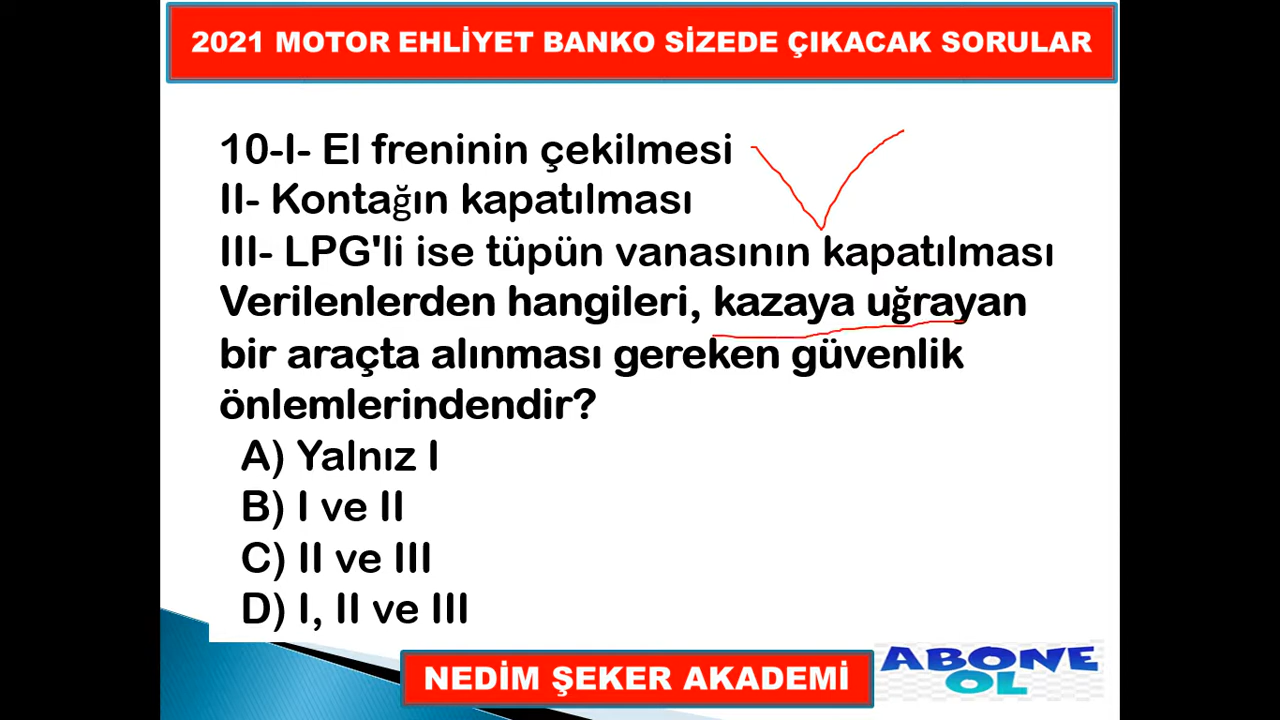 2021 MOTOR EHLİYET BANKO SİZEDE ÇIKACAK SORULAR
10-I- El freninin çekilmesi
II- Kontağın kapatılması
III- LPG'li ise tüpün vanasının kapatılması
Verilenlerden hangileri, kazaya uğrayan
bir araçta alınması gereken güvenlik
önlemlerindendir?
A) Yalnız I
B) I ve II
C) II ve III
D) I, II ve III
NEDİM ŞEKER AKADEMİ
ABONE
OL